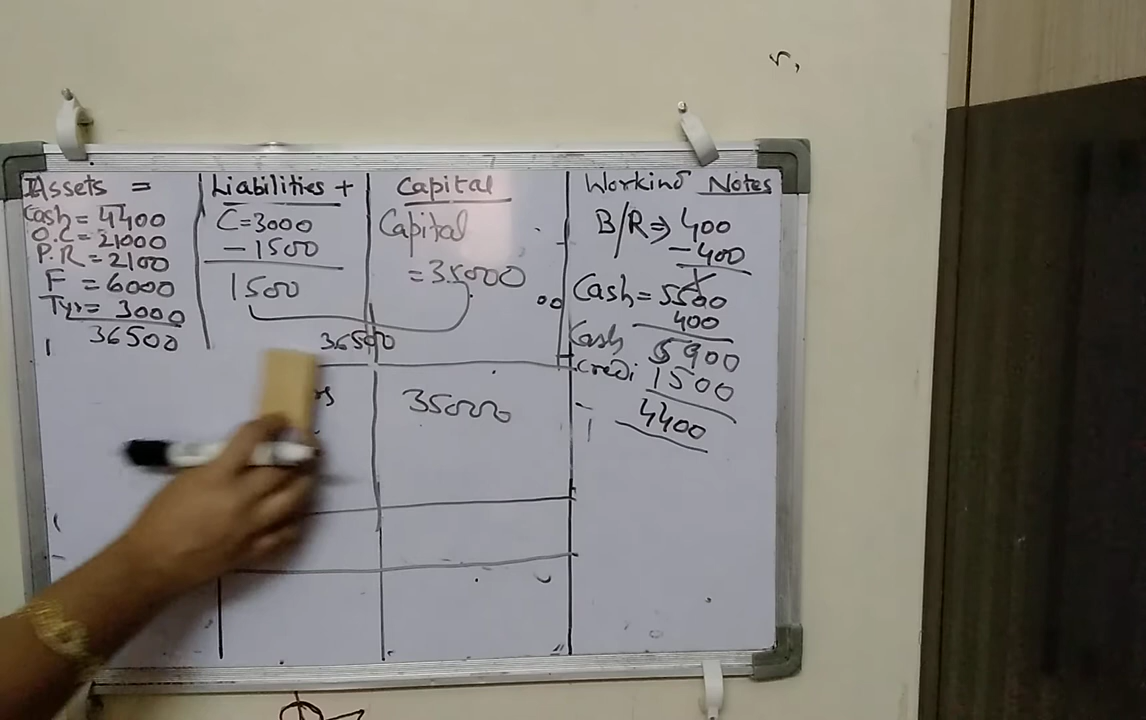 Assets =
Cash = 4400
O.C = 21000
P.R = 2100
F = 6000
Tyr = 3000
36500
Liabilities +
C = 3000
- 1500
1500
36500
Capital
Capital
= 35000
35000
Working Notes
B/R ⇒ 400
- 400
Cash = 5500
400
Cash 5900
Credi 1500
4400